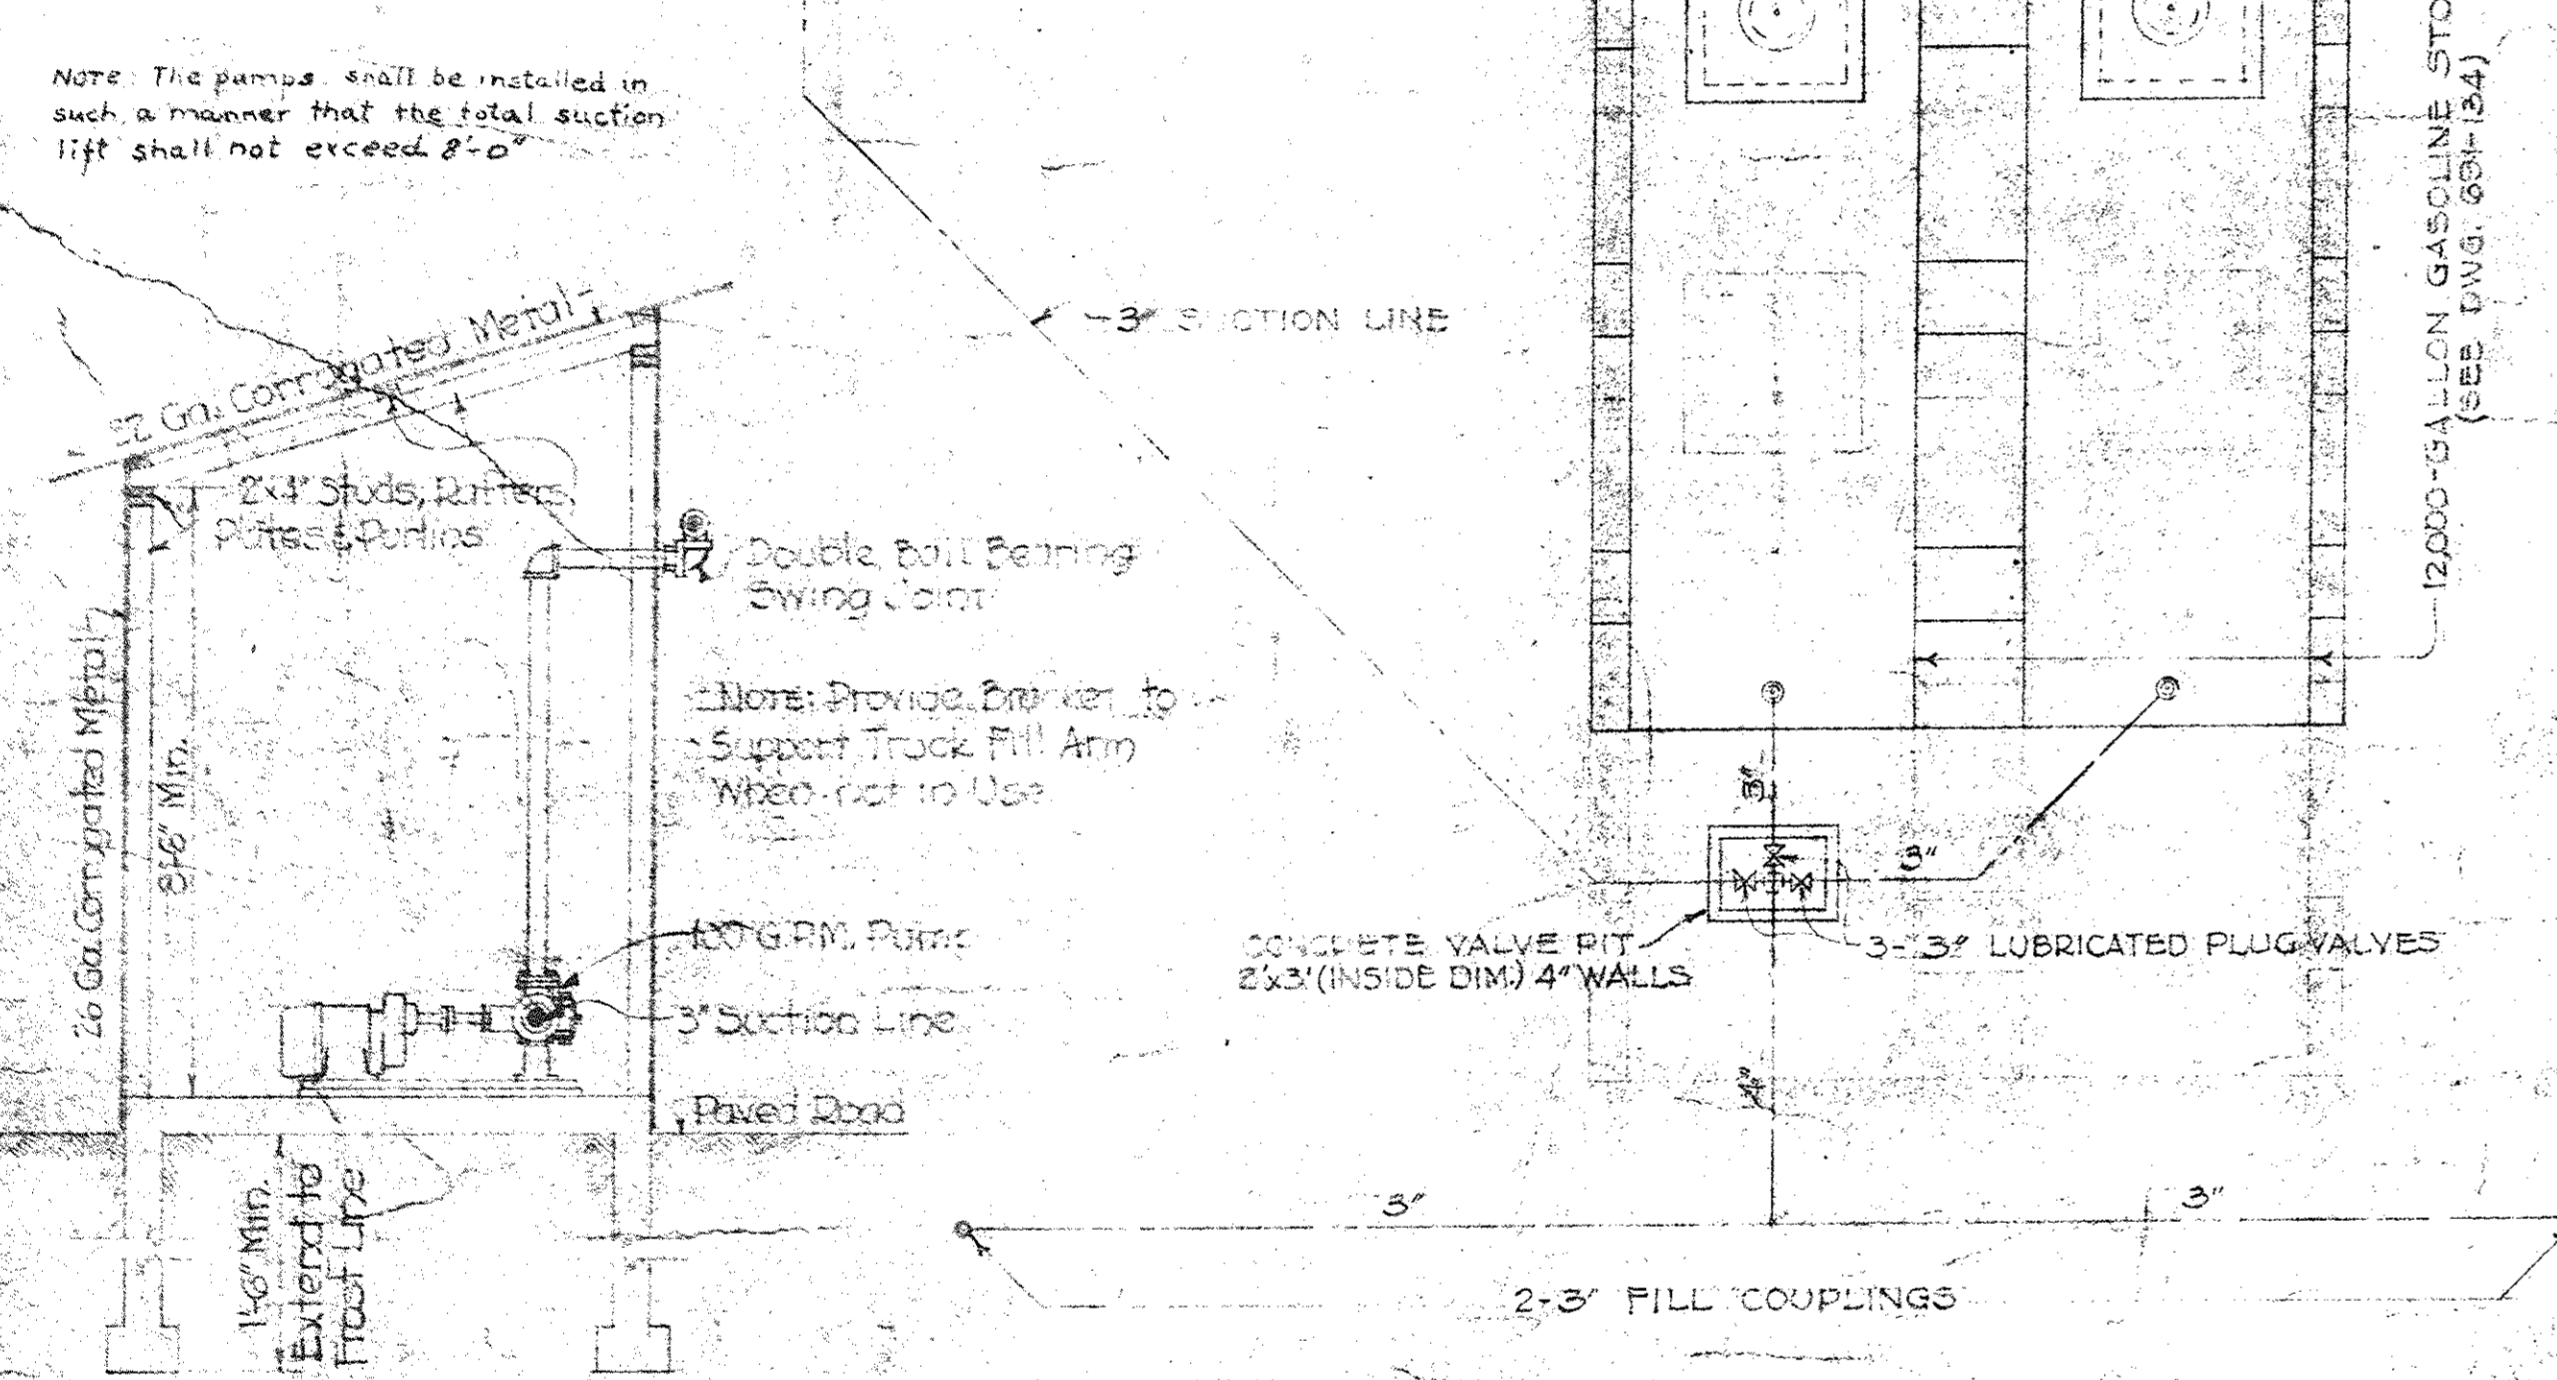 NOTE: The pumps shall be installed in
such a manner that the total suction
lift shall not exceed 8'-0"
Ga. Corrugated Metal
2"x4" Studs, Rafters,
Plates & Purlins
26 Ga. Corrugated Metal
8'-6" Min.
Double Ball Bearing
Swing Joint
NOTE: Provide Bracket to
Support Truck Fill Arm
When not in Use
100 G.P.M. Pump
3" Suction Line
Paved Road
1'-6" Min.
Extend to
Frost Line
3" SUCTION LINE
12,000-GALLON GASOLINE STO
(SEE DWG. 691-134)
3"
3"
CONCRETE VALVE PIT
2'x3' (INSIDE DIM.) 4" WALLS
3-3" LUBRICATED PLUG VALVES
4"
3"
3"
2-3" FILL COUPLINGS